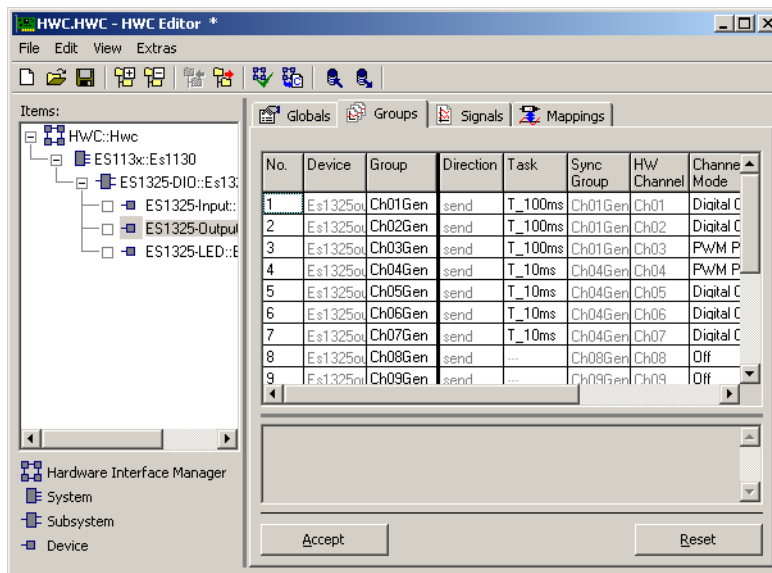 HWC.HWC - HWC Editor *
File Edit View Extras
Items:
HWC::Hwc
ES113x::Es1130
ES1325-DIO::Es13
ES1325-Input::
ES1325-Output
ES1325-LED::E
Hardware Interface Manager
System
Subsystem
Device
Globals Groups Signals Mappings
No. Device Group Direction Task Sync Group HW Channel Channe Mode
1 Es1325ou Ch01Gen send T_100ms Ch01Gen Ch01 Digital C
2 Es1325ou Ch02Gen send T_100ms Ch01Gen Ch02 Digital C
3 Es1325ou Ch03Gen send T_100ms Ch01Gen Ch03 PWM P
4 Es1325ou Ch04Gen send T_10ms Ch04Gen Ch04 PWM P
5 Es1325ou Ch05Gen send T_10ms Ch04Gen Ch05 Digital C
6 Es1325ou Ch06Gen send T_10ms Ch04Gen Ch06 Digital C
7 Es1325ou Ch07Gen send T_10ms Ch04Gen Ch07 Digital C
8 Es1325ou Ch08Gen send --- Ch08Gen Ch08 Off
9 Es1325ou Ch09Gen send --- Ch09Gen Ch09 Off
Accept Reset